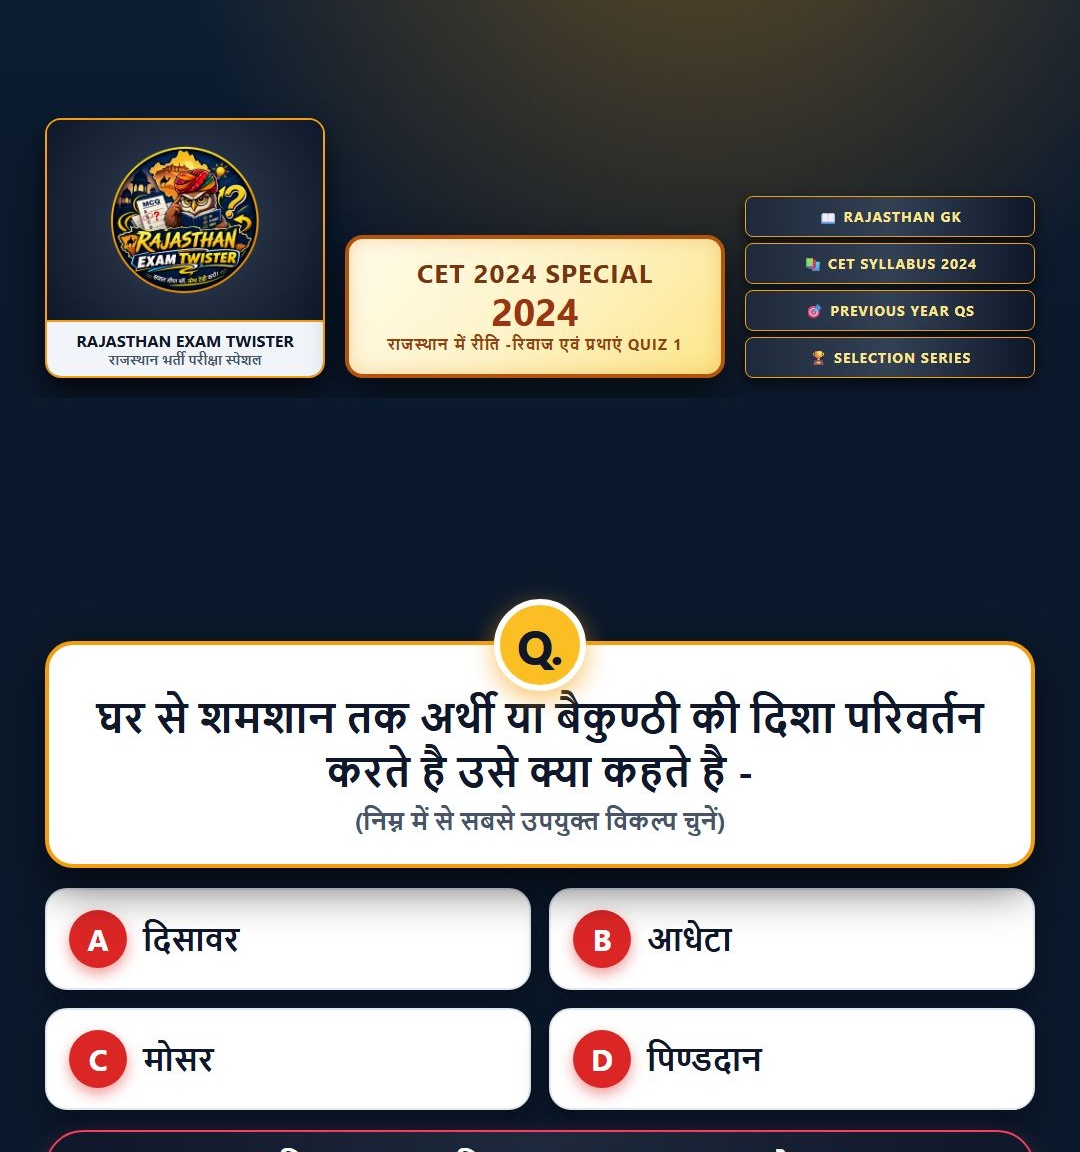 MCQ
?
?
RAJASTHAN
EXAM TWISTER
RAJASTHAN EXAM TWISTER
राजस्थान भर्ती परीक्षा स्पेशल
CET 2024 SPECIAL
2024
राजस्थान में रीति -रिवाज एवं प्रथाएं QUIZ 1
RAJASTHAN GK
CET SYLLABUS 2024
PREVIOUS YEAR QS
SELECTION SERIES
Q.
घर से शमशान तक अर्थी या बैकुण्ठी की दिशा परिवर्तन
करते है उसे क्या कहते है -
(निम्न में से सबसे उपयुक्त विकल्प चुनें)
A दिसावर
B आधेटा
C मोसर
D पिण्डदान